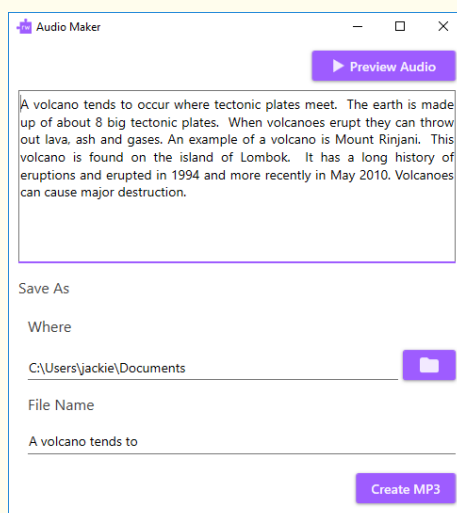 Audio Maker
Preview Audio
A volcano tends to occur where tectonic plates meet.  The earth is made
up of about 8 big tectonic plates.  When volcanoes erupt they can throw
out lava, ash and gases. An example of a volcano is Mount Rinjani.  This
volcano is found on the island of Lombok.  It has a long history of
eruptions and erupted in 1994 and more recently in May 2010. Volcanoes
can cause major destruction.
Save As
Where
C:\Users\jackie\Documents
File Name
A volcano tends to
Create MP3